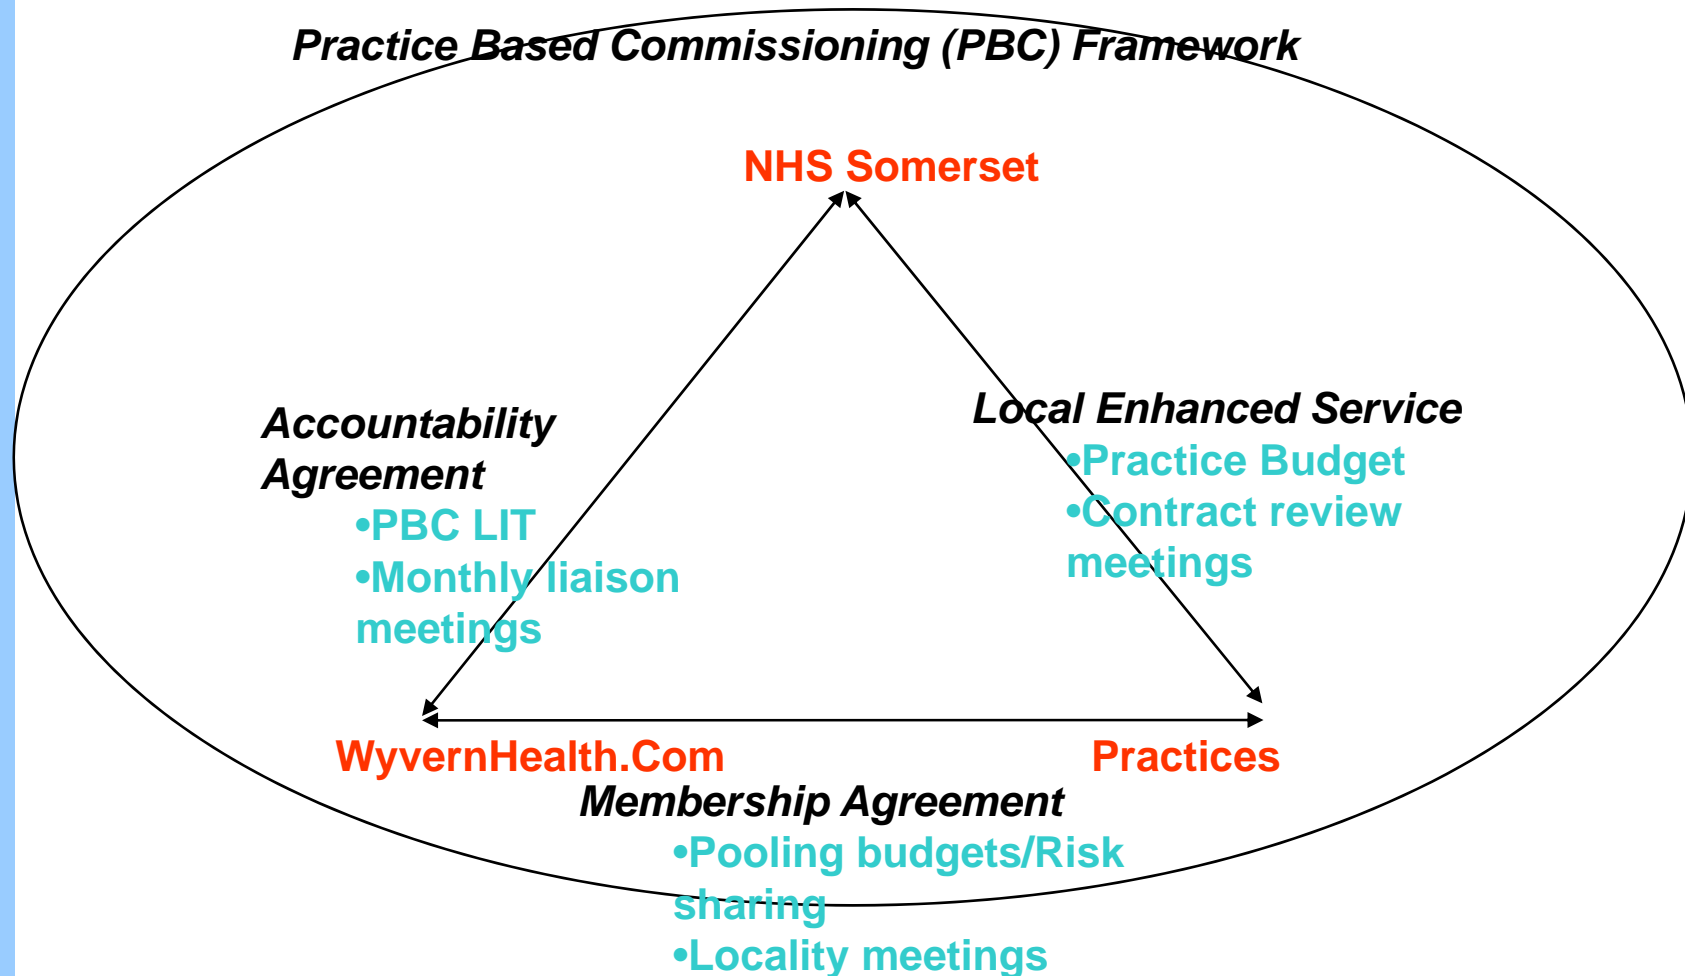 Practice Based Commissioning (PBC) Framework
NHS Somerset
Accountability
Agreement
•PBC LIT
•Monthly liaison
meetings
Local Enhanced Service
•Practice Budget
•Contract review
meetings
WyvernHealth.Com
Practices
Membership Agreement
•Pooling budgets/Risk
sharing
•Locality meetings